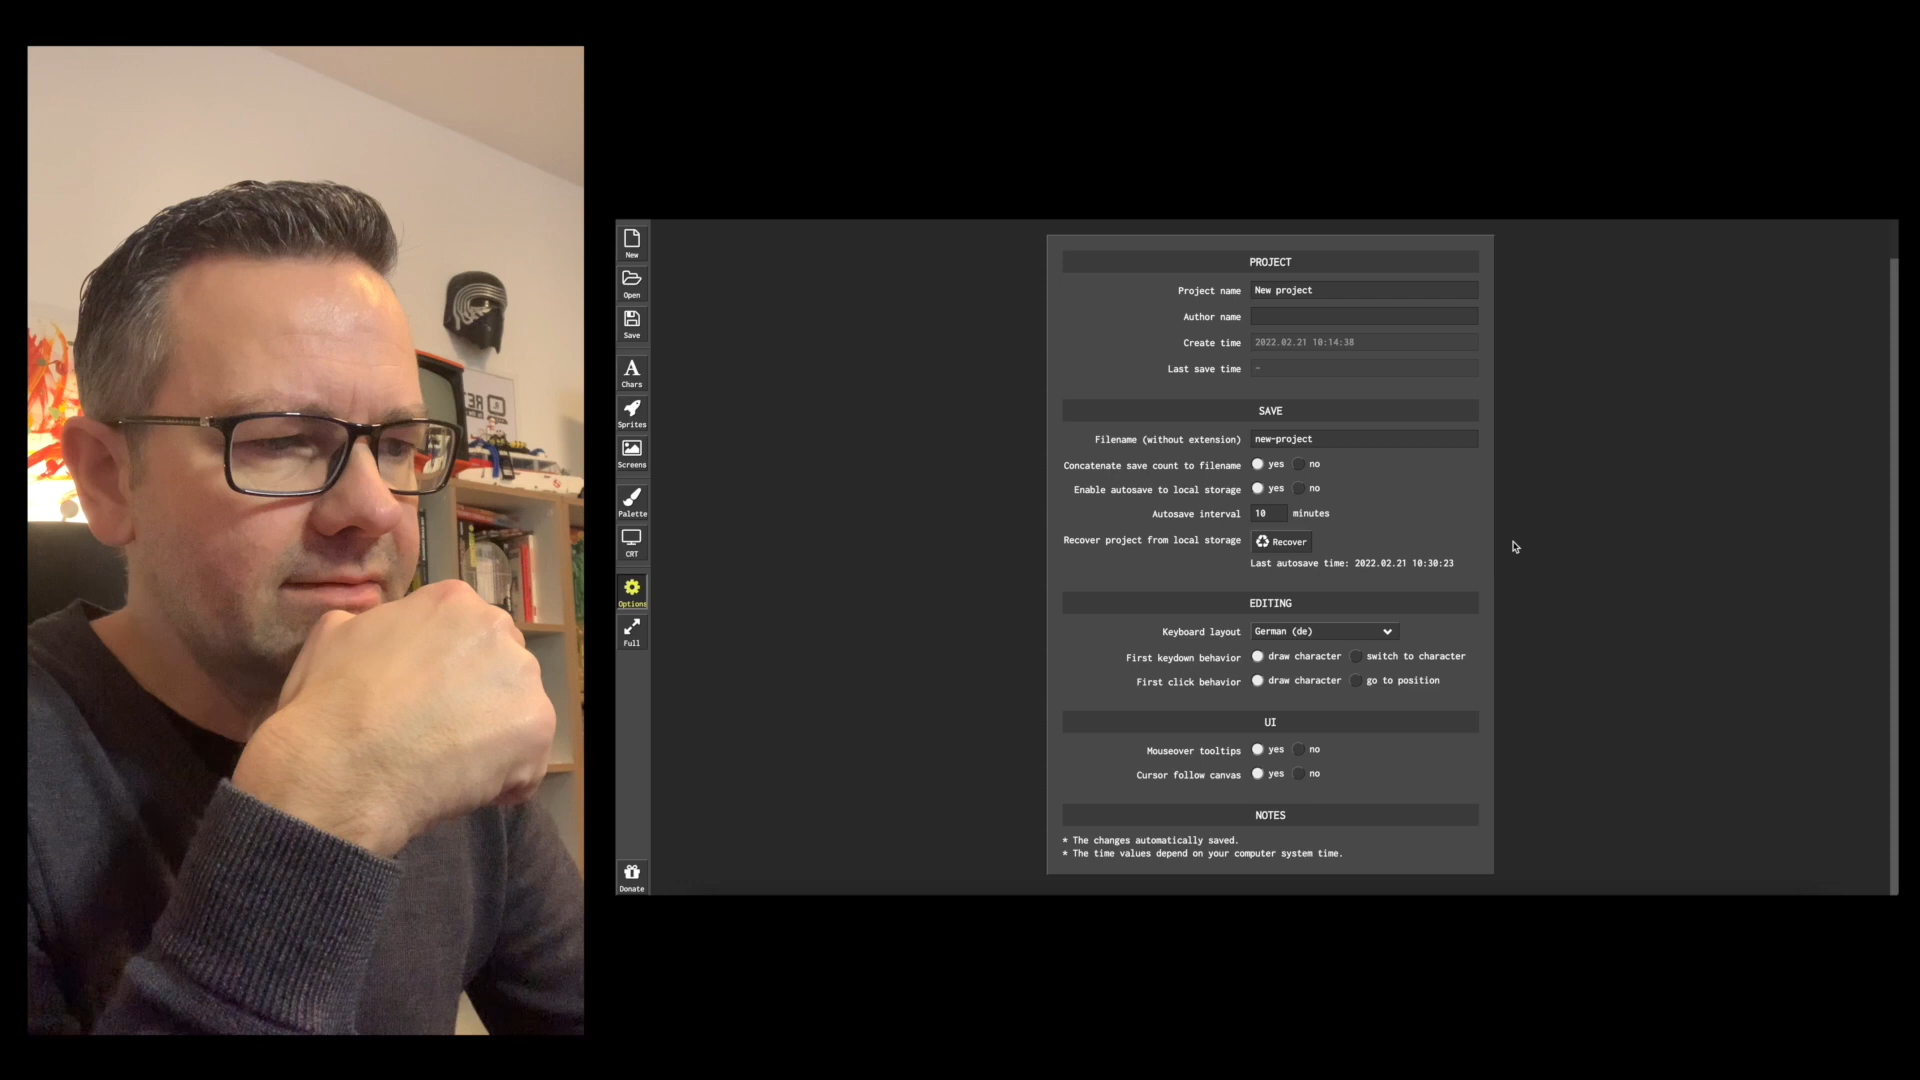 New
Open
Save
Chars
Sprites
Screens
Palette
CRT
Options
Full
Donate
PROJECT
Project name New project
Author name
Create time 2022.02.21 10:14:38
Last save time -
SAVE
Filename (without extension) new-project
Concatenate save count to filename yes no
Enable autosave to local storage yes no
Autosave interval 10 minutes
Recover project from local storage Recover
Last autosave time: 2022.02.21 10:30:23
EDITING
Keyboard layout German (de)
First keydown behavior draw character switch to character
First click behavior draw character go to position
UI
Mouseover tooltips yes no
Cursor follow canvas yes no
NOTES
* The changes automatically saved.
* The time values depend on your computer system time.